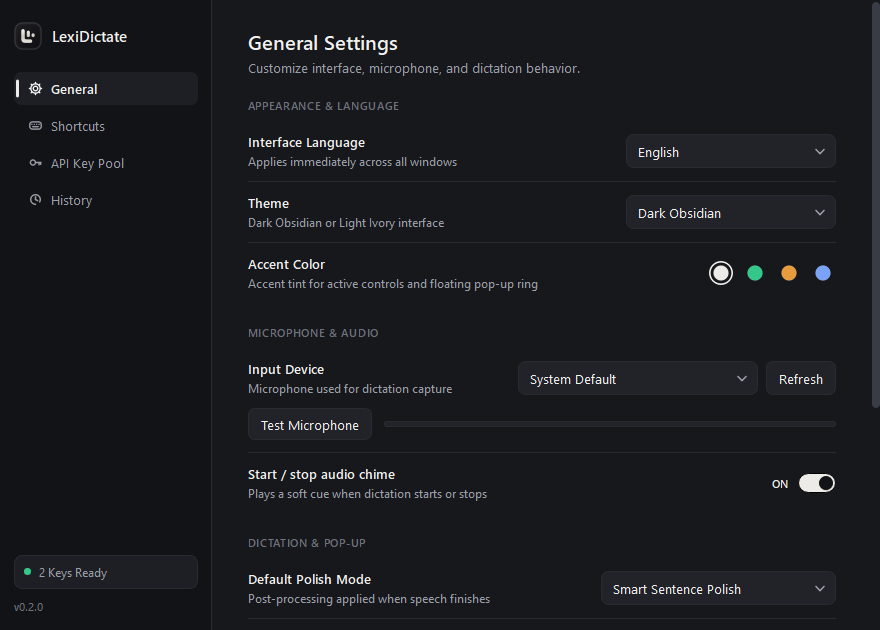 LexiDictate
General
Shortcuts
API Key Pool
History
2 Keys Ready
v0.2.0
General Settings
Customize interface, microphone, and dictation behavior.
APPEARANCE & LANGUAGE
Interface Language
Applies immediately across all windows
English
Theme
Dark Obsidian or Light Ivory interface
Dark Obsidian
Accent Color
Accent tint for active controls and floating pop-up ring
MICROPHONE & AUDIO
Input Device
Microphone used for dictation capture
System Default
Refresh
Test Microphone
Start / stop audio chime
Plays a soft cue when dictation starts or stops
ON
DICTATION & POP-UP
Default Polish Mode
Post-processing applied when speech finishes
Smart Sentence Polish